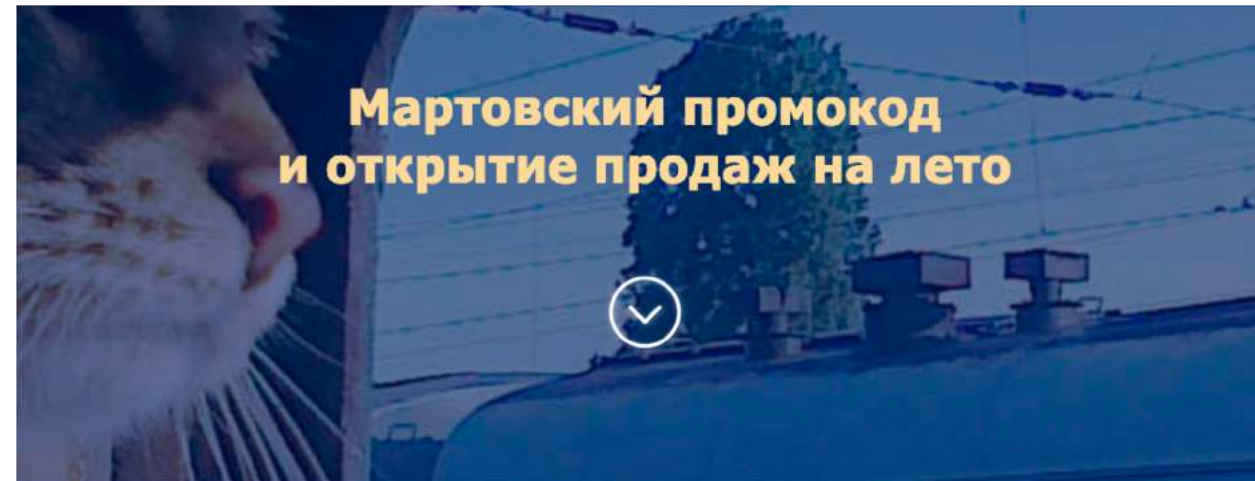 Мартовский промокод
и открытие продаж на лето